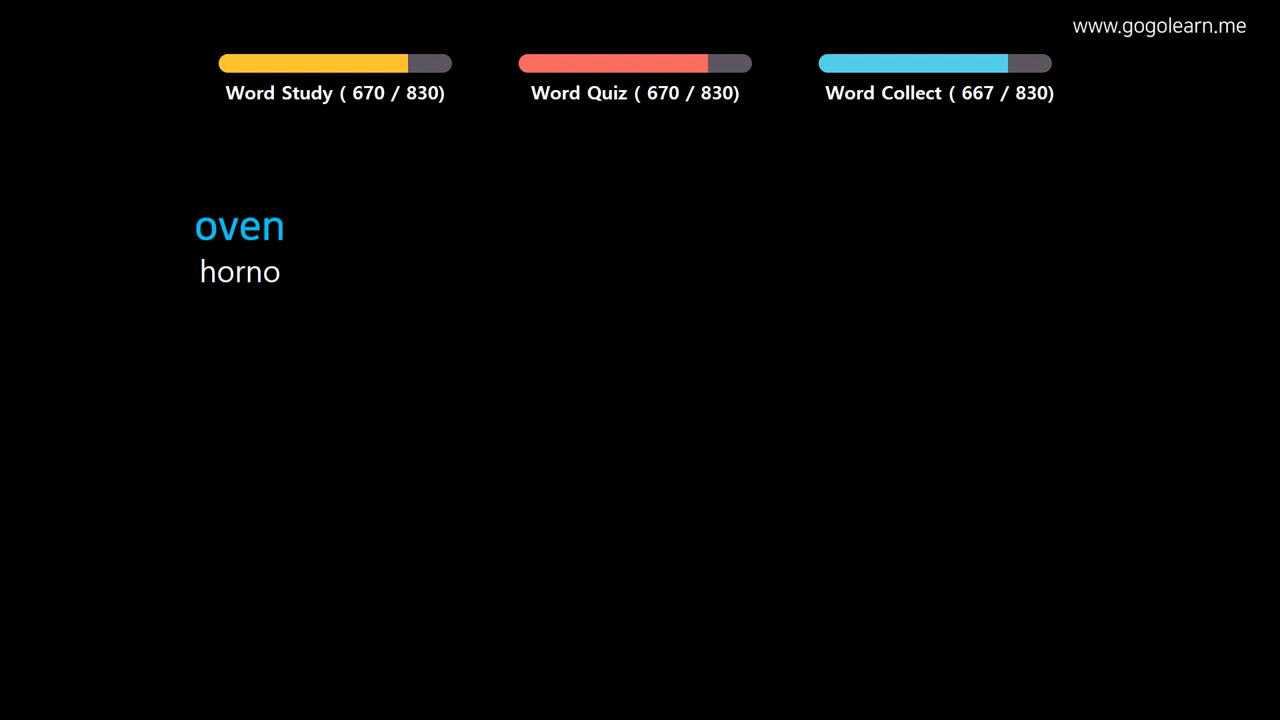 www.gogolearn.me
Word Study ( 670 / 830)
Word Quiz ( 670 / 830)
Word Collect ( 667 / 830)
oven
horno